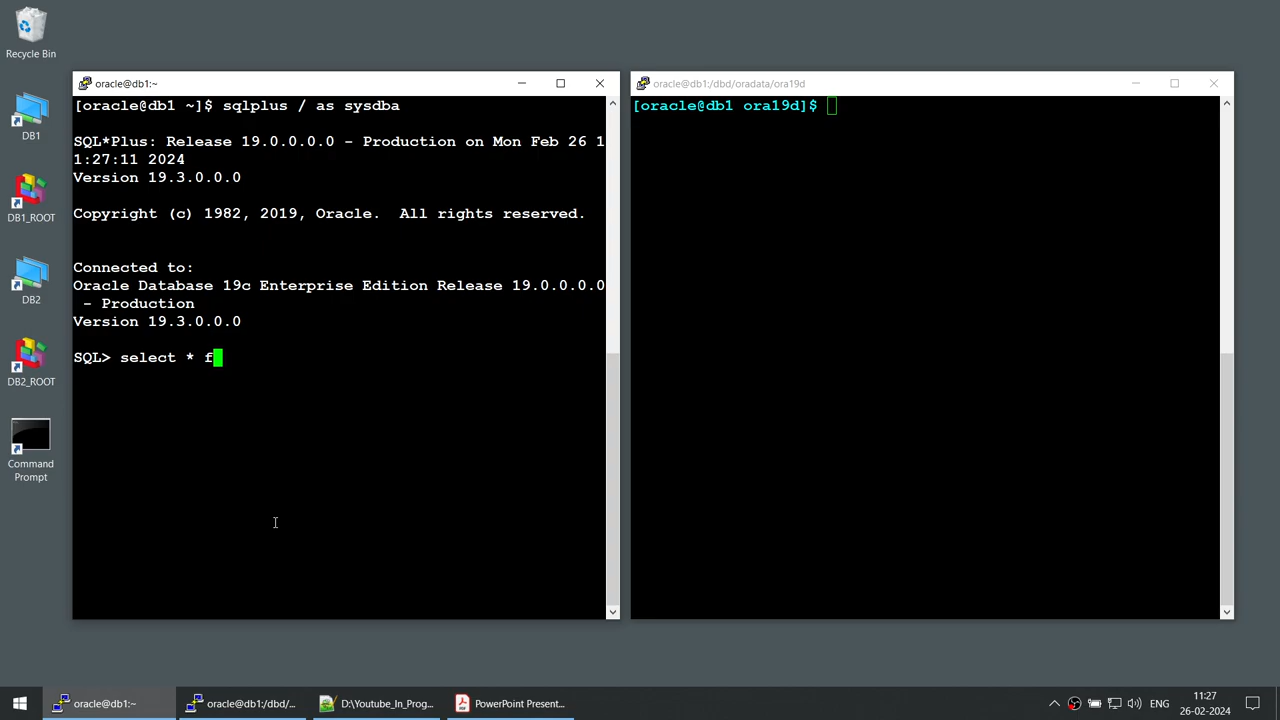 Recycle Bin
DB1
DB1_ROOT
DB2
DB2_ROOT
Command
Prompt
oracle@db1:~
[oracle@db1 ~]$ sqlplus / as sysdba
SQL*Plus: Release 19.0.0.0.0 - Production on Mon Feb 26 1
1:27:11 2024
Version 19.3.0.0.0
Copyright (c) 1982, 2019, Oracle.  All rights reserved.
Connected to:
Oracle Database 19c Enterprise Edition Release 19.0.0.0.0
 - Production
Version 19.3.0.0.0
SQL> select * f
oracle@db1:/dbd/oradata/ora19d
[oracle@db1 ora19d]$
oracle@db1:~
oracle@db1:/dbd/...
D:\Youtube_In_Prog...
PowerPoint Present...
ENG
11:27
26-02-2024